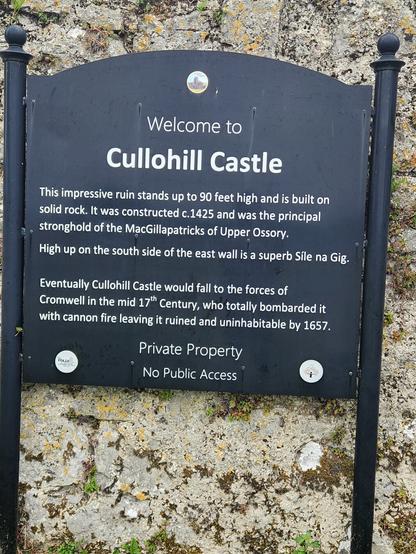 Welcome to
Cullohill Castle
This impressive ruin stands up to 90 feet high and is built on
solid rock. It was constructed c.1425 and was the principal
stronghold of the MacGillapatricks of Upper Ossory.
High up on the south side of the east wall is a superb Síle na Gig.
Eventually Cullohill Castle would fall to the forces of
Cromwell in the mid 17th Century, who totally bombarded it
with cannon fire leaving it ruined and uninhabitable by 1657.
Private Property
No Public Access